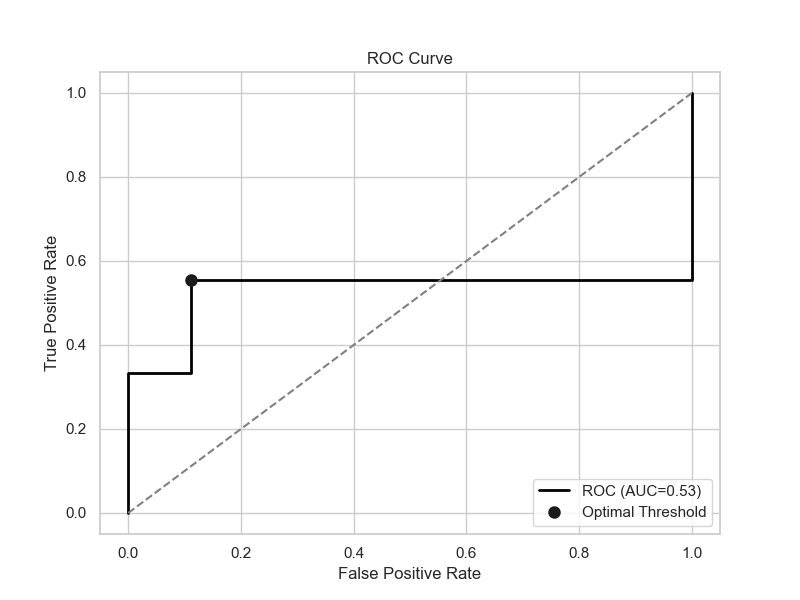 ROC Curve
1.0
0.8
0.6
0.4
0.2
0.0
True Positive Rate
0.0 0.2 0.4 0.6 0.8 1.0
False Positive Rate
ROC (AUC=0.53)
Optimal Threshold